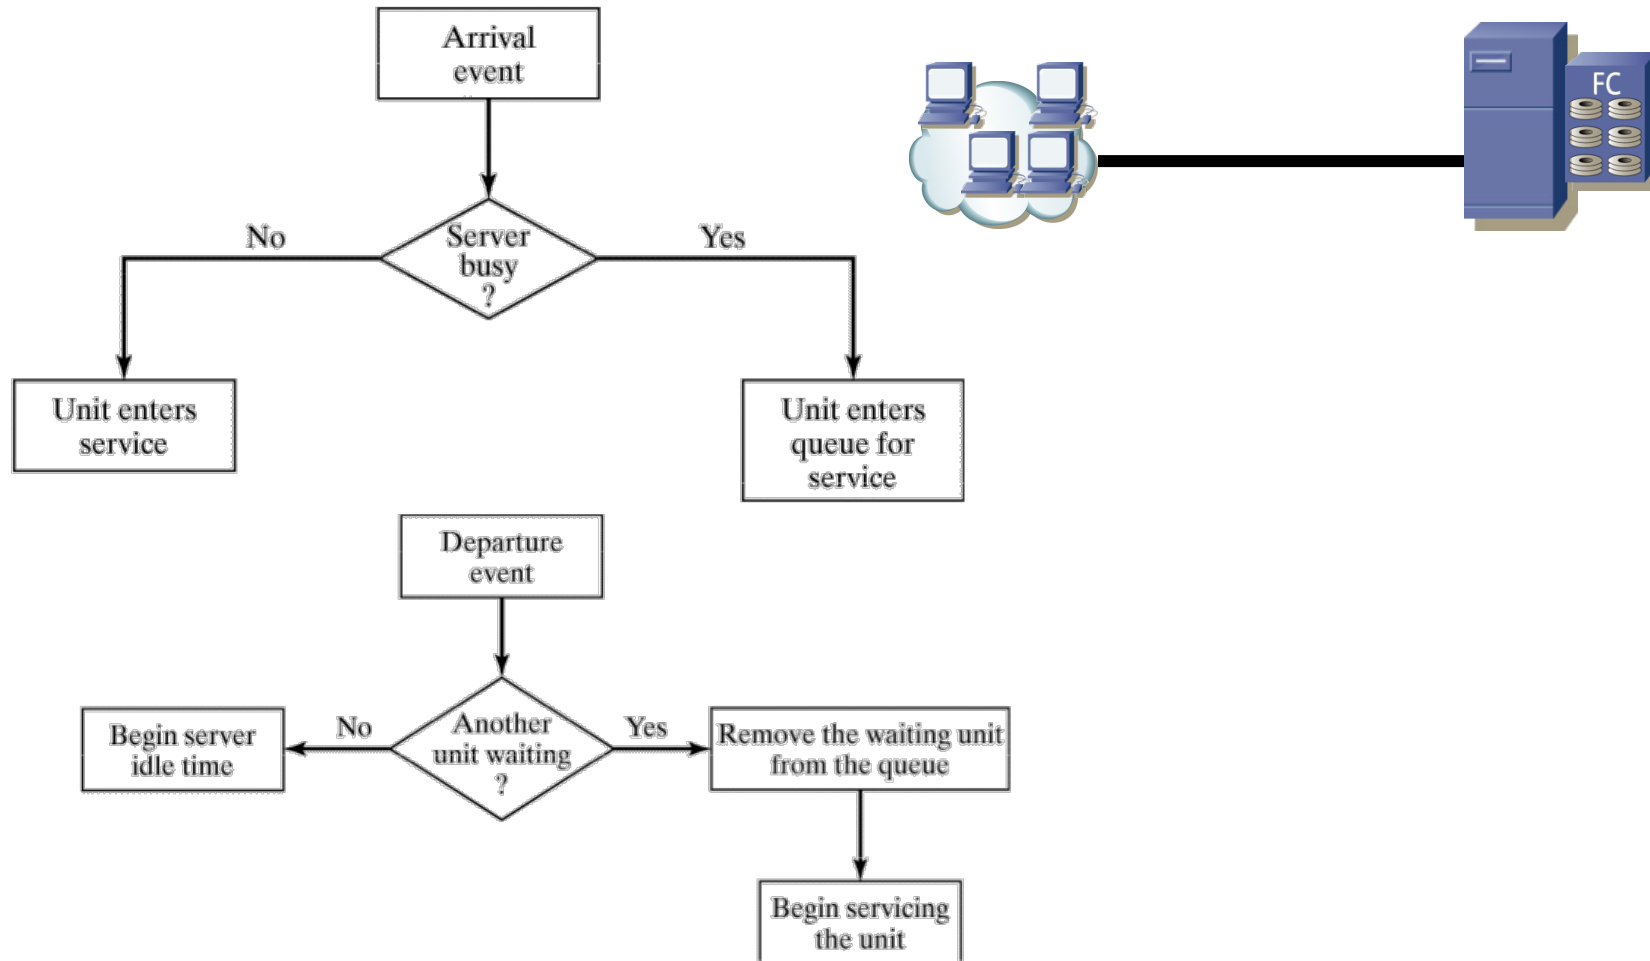 Arrival
event
FC
Server
busy
?
No
Yes
Unit enters
service
Unit enters
queue for
service
Departure
event
Another
unit waiting
?
No
Yes
Begin server
idle time
Remove the waiting unit
from the queue
Begin servicing
the unit